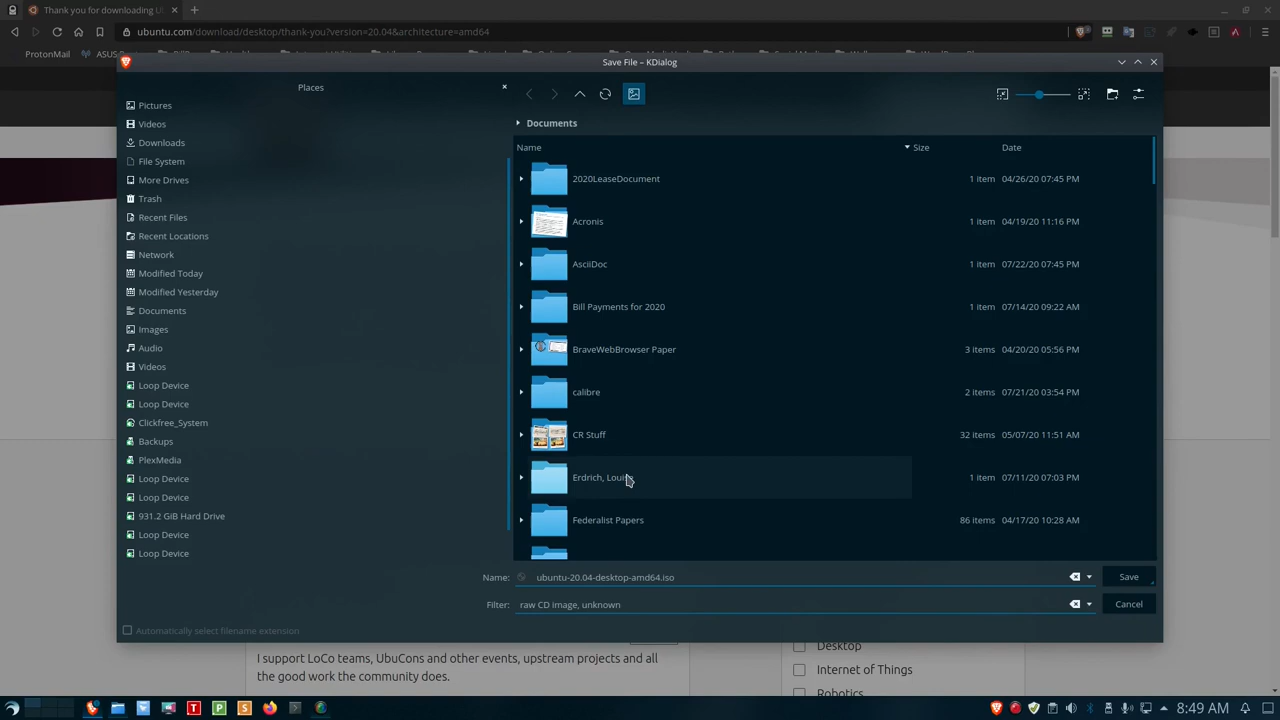 Thank you for downloading U
ubuntu.com/download/desktop/thank-you?version=20.04&architecture=amd64
ProtonMail
Save File – KDialog
Places
Pictures
Videos
Downloads
File System
More Drives
Trash
Recent Files
Recent Locations
Network
Modified Today
Modified Yesterday
Documents
Images
Audio
Videos
Loop Device
Loop Device
Clickfree_System
Backups
PlexMedia
Loop Device
Loop Device
931.2 GiB Hard Drive
Loop Device
Loop Device
Documents
Name Size Date
2020LeaseDocument 1 item 04/26/20 07:45 PM
Acronis 1 item 04/19/20 11:16 PM
AsciiDoc 1 item 07/22/20 07:45 PM
Bill Payments for 2020 1 item 07/14/20 09:22 AM
BraveWebBrowser Paper 3 items 04/20/20 05:56 PM
calibre 2 items 07/21/20 03:54 PM
CR Stuff 32 items 05/07/20 11:51 AM
Erdrich, 1 item 07/11/20 07:03 PM
Federalist Papers 86 items 04/17/20 10:28 AM
Name: ubuntu-20.04-desktop-amd64.iso Save
Filter: raw CD image, unknown Cancel
Automatically select filename extension
I support LoCo teams, UbuCons and other events, upstream projects and all
the good work the community does.
Desktop
Internet of Things
Robotics
8:49 AM